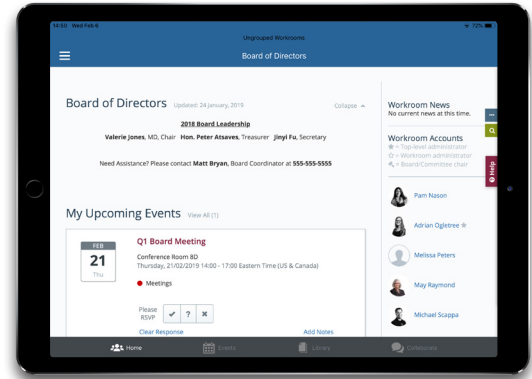 14:50 Wed Feb 6
72%
Ungrouped Workrooms
Board of Directors
Board of Directors Updated: 24 January, 2019 Collapse
2018 Board Leadership
Valerie Jones, MD, Chair Hon. Peter Atsaves, Treasurer Jinyi Fu, Secretary
Need Assistance? Please contact Matt Bryan, Board Coordinator at 555-555-5555
My Upcoming Events View All (1)
FEB
21
Thu
Q1 Board Meeting
Conference Room 8D
Thursday, 21/02/2019 14:00 - 17:00 Eastern Time (US & Canada)
Meetings
Please
RSVP
✔ ? ✖
Clear Response Add Notes
Workroom News
No current news at this time.
Workroom Accounts
★ = Top-level administrator
☆ = Workroom administrator
= Board/Committee chair
Help
Pam Nason
Adrian Ogletree ☆
Melissa Peters
May Raymond
Michael Scappa
Home Events Library Collaborate